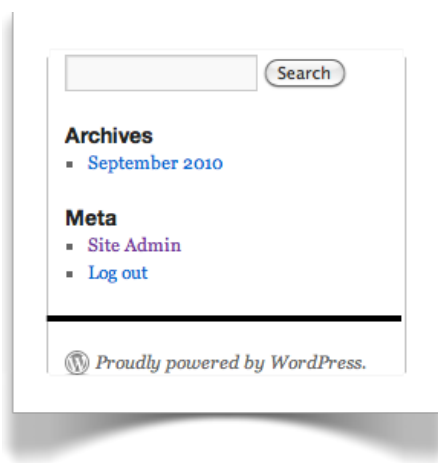 Search
Archives
September 2010
Meta
Site Admin
Log out
Proudly powered by WordPress.